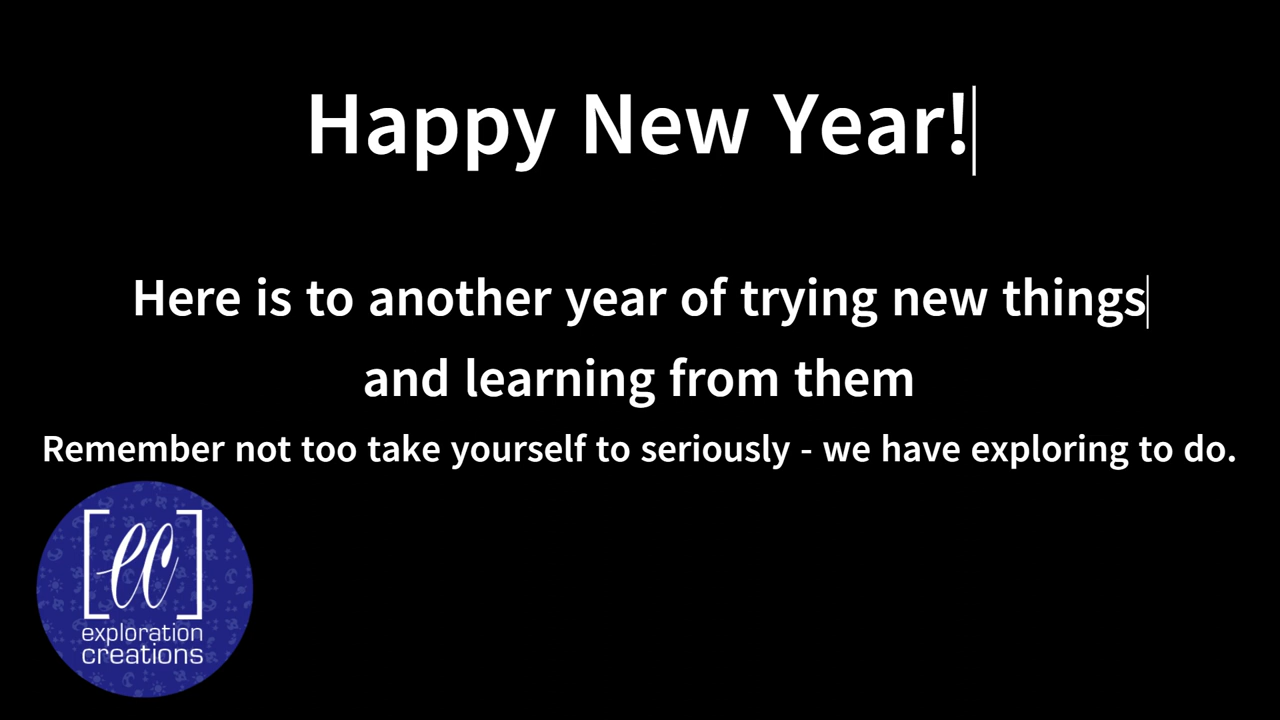 Happy New Year!
Here is to another year of trying new things
and learning from them
Remember not too take yourself to seriously - we have exploring to do.
[ec]
exploration
creations